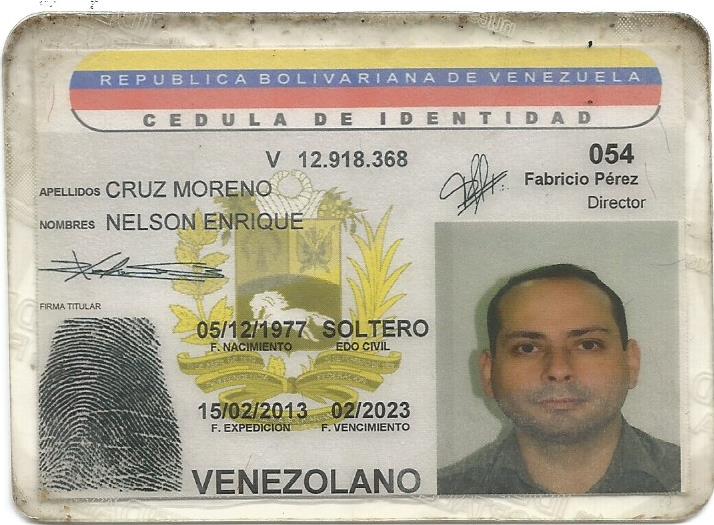 REPUBLICA BOLIVARIANA DE VENEZUELA
CEDULA DE IDENTIDAD
V 12.918.368
054
APELLIDOS CRUZ MORENO
Fabricio Pérez
Director
NOMBRES NELSON ENRIQUE
FIRMA TITULAR
05/12/1977 SOLTERO
F. NACIMIENTO EDO CIVIL
15/02/2013 02/2023
F. EXPEDICION F. VENCIMIENTO
VENEZOLANO